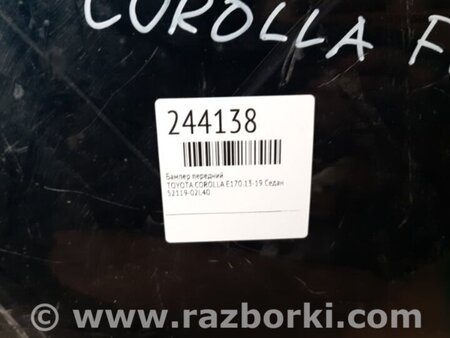 COROLLA F
244138
Бампер передний
TOYOTA COROLLA E170 13-19 Седан
52119-02L40
www.razborki.com